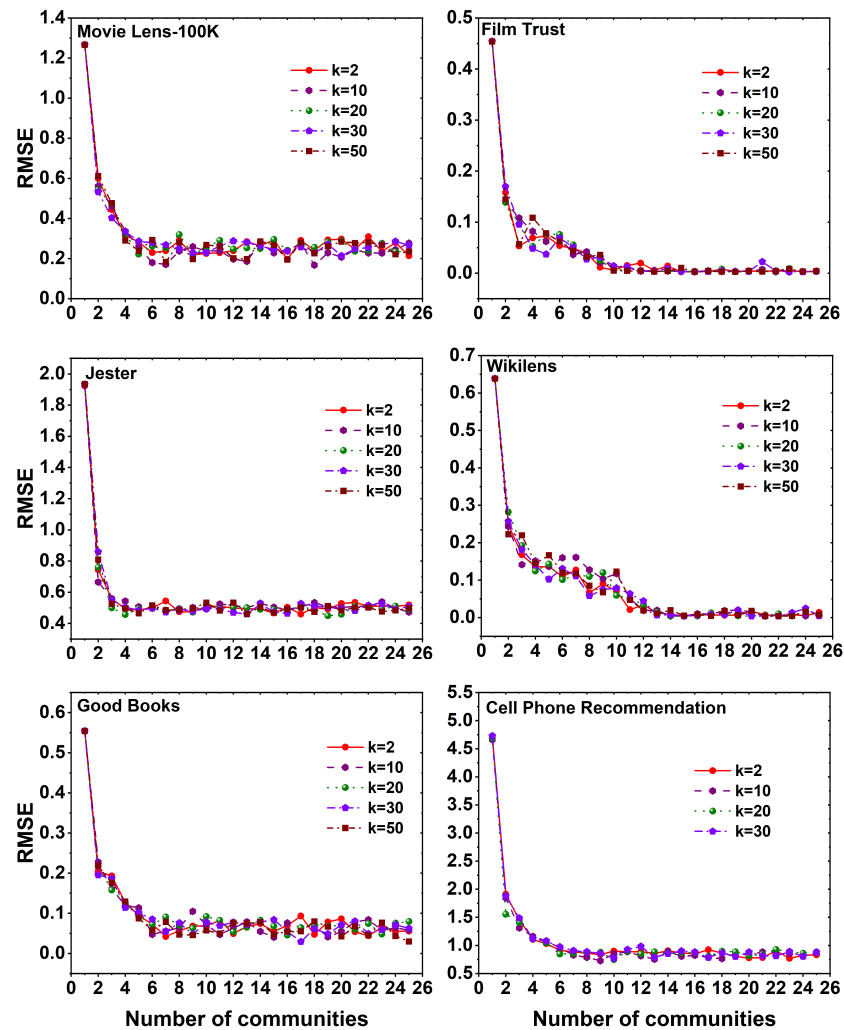 Movie Lens-100K
1.4
1.2
1.0
0.8
0.6
0.4
0.2
0.0
RMSE
k=2
k=10
k=20
k=30
k=50
0 2 4 6 8 10 12 14 16 18 20 22 24 26
Film Trust
0.5
0.4
0.3
0.2
0.1
0.0
k=2
k=10
k=20
k=30
k=50
0 2 4 6 8 10 12 14 16 18 20 22 24 26
Jester
2.0
1.8
1.6
1.4
1.2
1.0
0.8
0.6
0.4
RMSE
k=2
k=10
k=20
k=30
k=50
0 2 4 6 8 10 12 14 16 18 20 22 24 26
Wikilens
0.7
0.6
0.5
0.4
0.3
0.2
0.1
0.0
k=2
k=10
k=20
k=30
k=50
0 2 4 6 8 10 12 14 16 18 20 22 24 26
Good Books
0.6
0.5
0.4
0.3
0.2
0.1
0.0
RMSE
k=2
k=10
k=20
k=30
k=50
0 2 4 6 8 10 12 14 16 18 20 22 24 26
Number of communities
Cell Phone Recommendation
5.5
5.0
4.5
4.0
3.5
3.0
2.5
2.0
1.5
1.0
0.5
k=2
k=10
k=20
k=30
0 2 4 6 8 10 12 14 16 18 20 22 24 26
Number of communities